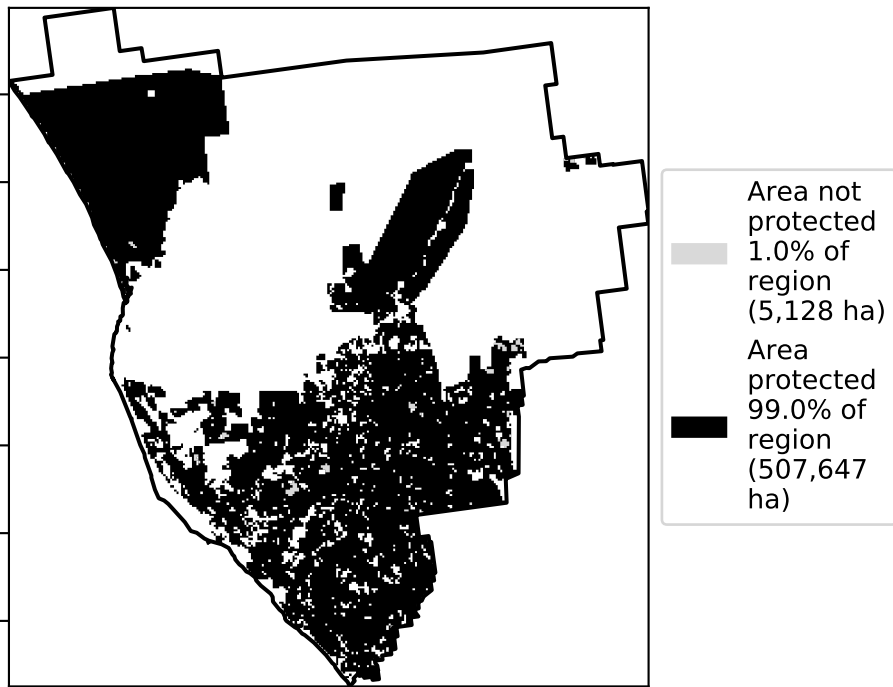 Area not
protected
1.0% of
region
(5,128 ha)
Area
protected
99.0% of
region
(507,647
ha)